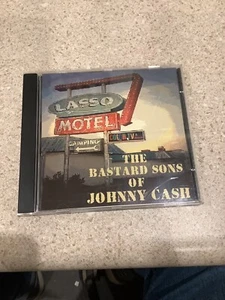 LASSO
MOTEL
CAMPING
THE
BASTARD SONS
OF
JOHNNY CASH